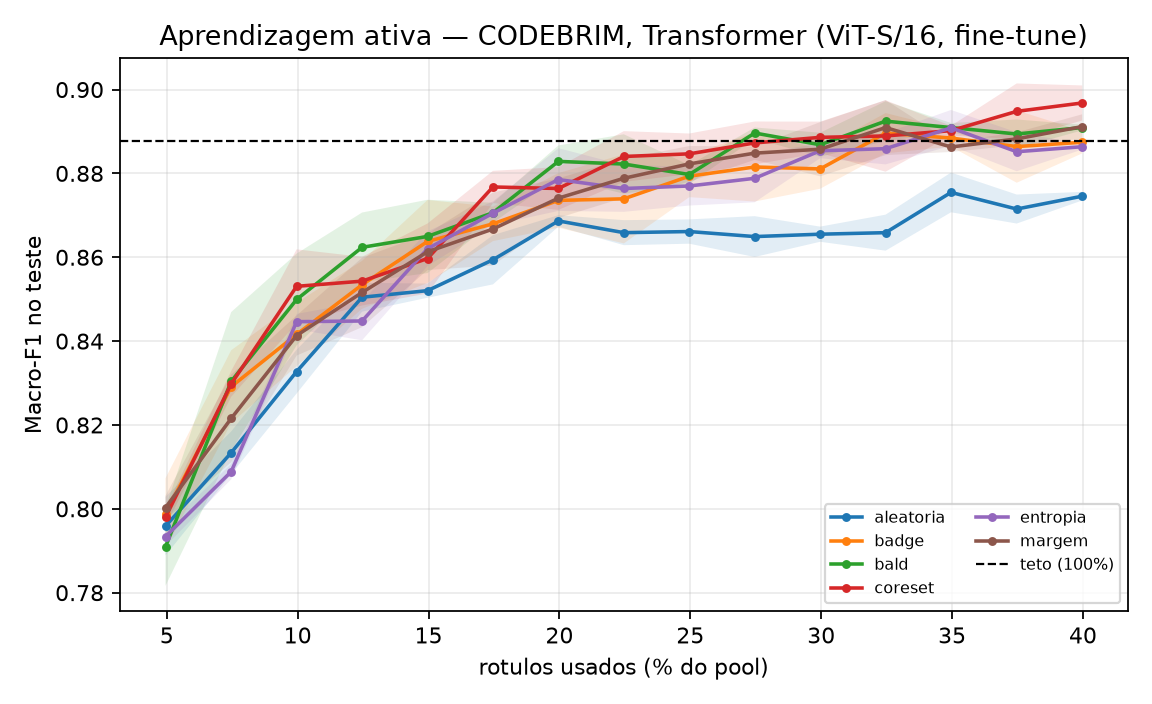 Aprendizagem ativa — CODEBRIM, Transformer (ViT-S/16, fine-tune)
0.90
0.88
0.86
0.84
0.82
0.80
0.78
Macro-F1 no teste
aleatoria
badge
bald
coreset
entropia
margem
teto (100%)
5 10 15 20 25 30 35 40
rotulos usados (% do pool)